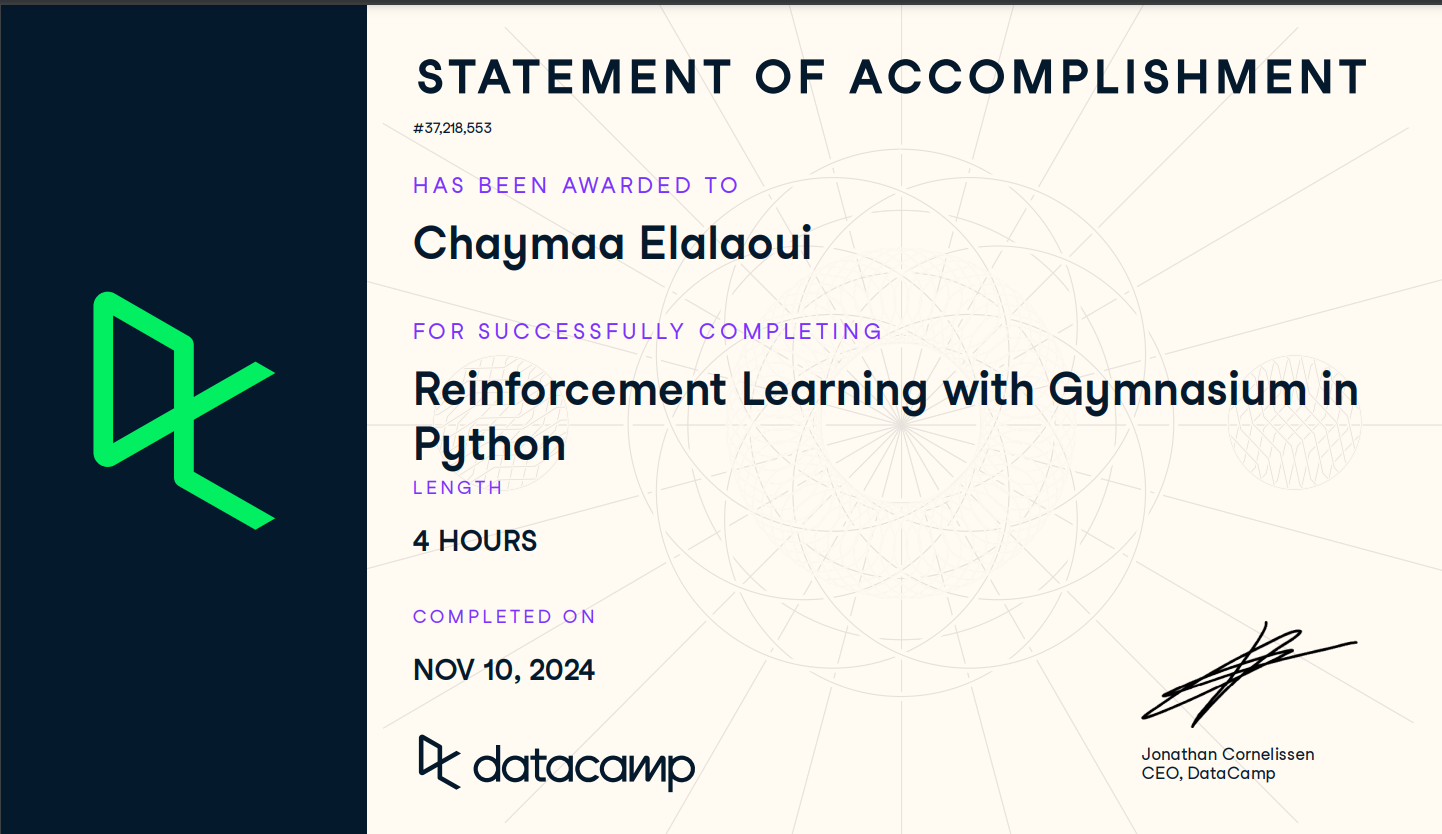 STATEMENT OF ACCOMPLISHMENT
#37,218,553
HAS BEEN AWARDED TO
Chaymaa Elalaoui
FOR SUCCESSFULLY COMPLETING
Reinforcement Learning with Gymnasium in
Python
LENGTH
4 HOURS
COMPLETED ON
NOV 10, 2024
datacamp
Jonathan Cornelissen
CEO, DataCamp